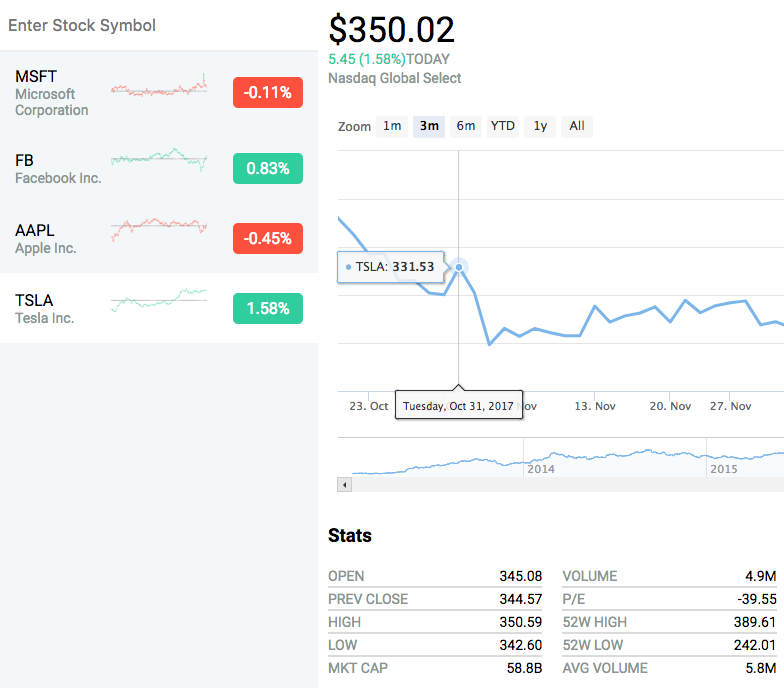 Enter Stock Symbol
MSFT
Microsoft
Corporation
-0.11%
FB
Facebook Inc.
0.83%
AAPL
Apple Inc.
-0.45%
TSLA
Tesla Inc.
1.58%
$350.02
5.45 (1.58%)TODAY
Nasdaq Global Select
Zoom 1m 3m 6m YTD 1y All
TSLA: 331.53
23. Oct Nov 13. Nov 20. Nov 27. Nov
Tuesday, Oct 31, 2017
2014 2015
Stats
OPEN 345.08 VOLUME 4.9M
PREV CLOSE 344.57 P/E -39.55
HIGH 350.59 52W HIGH 389.61
LOW 342.60 52W LOW 242.01
MKT CAP 58.8B AVG VOLUME 5.8M